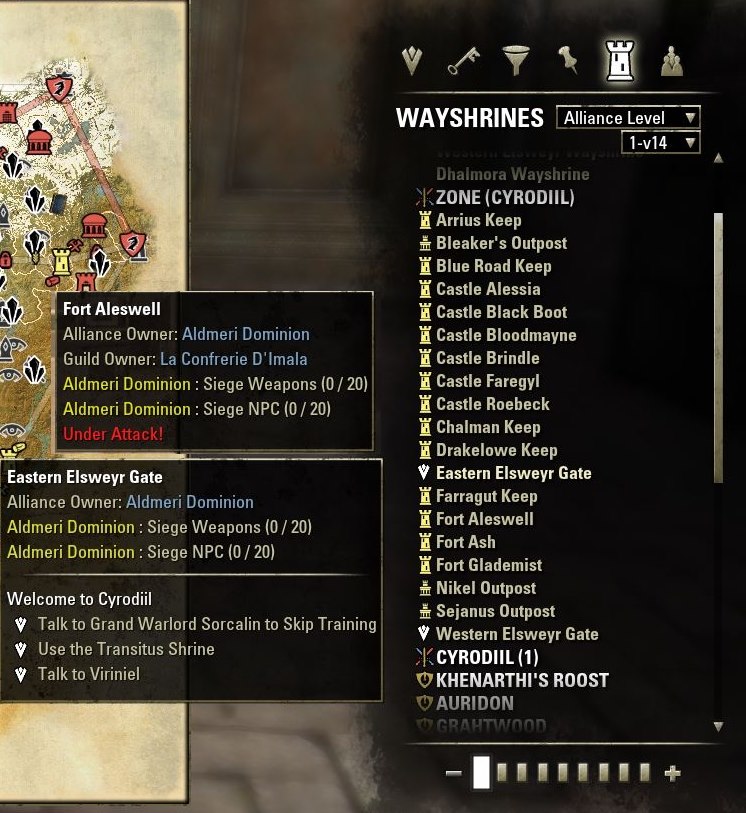 WAYSHRINES
Alliance Level
1-v14
Western Elsweyr Wayshrine
Dhalmora Wayshrine
ZONE (CYRODIIL)
Arrius Keep
Bleaker's Outpost
Blue Road Keep
Castle Alessia
Castle Black Boot
Castle Bloodmayne
Castle Brindle
Castle Faregyl
Castle Roebeck
Chalman Keep
Drakelowe Keep
Eastern Elsweyr Gate
Farragut Keep
Fort Aleswell
Fort Ash
Fort Glademist
Nikel Outpost
Sejanus Outpost
Western Elsweyr Gate
CYRODIIL (1)
KHENARTHI'S ROOST
AURIDON
GRAHTWOOD
Fort Aleswell
Alliance Owner: Aldmeri Dominion
Guild Owner: La Confrerie D'Imala
Aldmeri Dominion : Siege Weapons (0 / 20)
Aldmeri Dominion : Siege NPC (0 / 20)
Under Attack!
Eastern Elsweyr Gate
Alliance Owner: Aldmeri Dominion
Aldmeri Dominion : Siege Weapons (0 / 20)
Aldmeri Dominion : Siege NPC (0 / 20)
Welcome to Cyrodiil
Talk to Grand Warlord Sorcalin to Skip Training
Use the Transitus Shrine
Talk to Viriniel